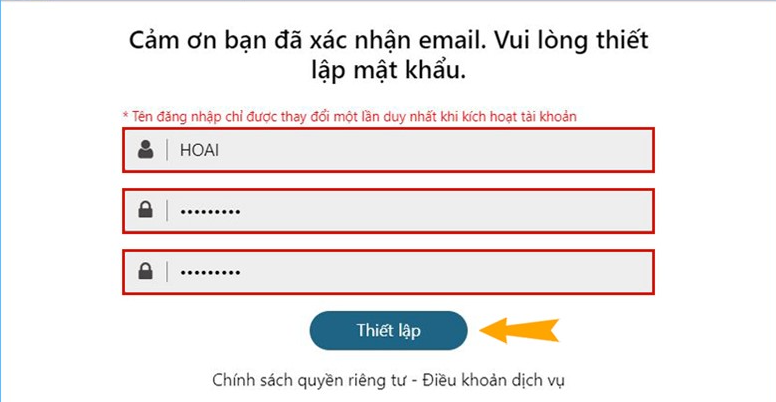 Cảm ơn bạn đã xác nhận email. Vui lòng thiết
lập mật khẩu.
* Tên đăng nhập chỉ được thay đổi một lần duy nhất khi kích hoạt tài khoản
HOAI
•••••••••
•••••••••
Thiết lập
Chính sách quyền riêng tư - Điều khoản dịch vụ